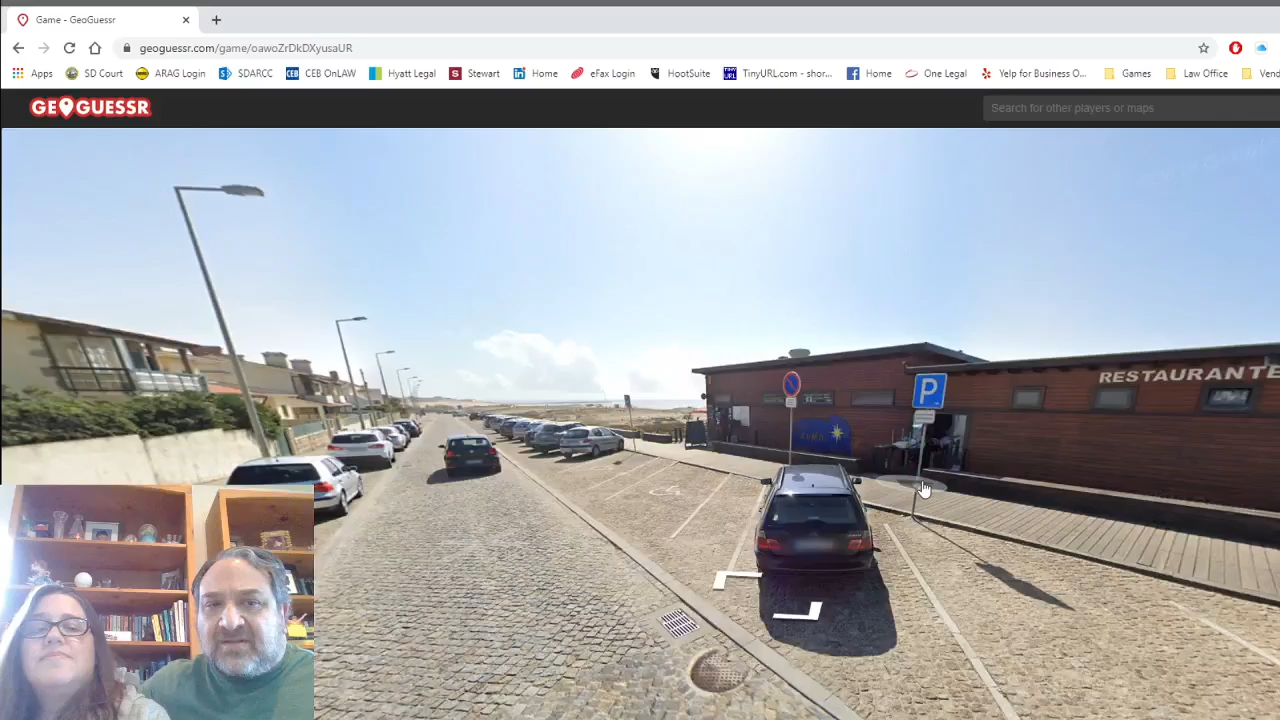 Game - GeoGuessr
geoguessr.com/game/oawoZrDkDXyusaUR
Apps SD Court ARAG Login SDARCC CEB OnLAW Hyatt Legal Stewart Home eFax Login HootSuite TinyURL.com - shor... Home One Legal Yelp for Business O... Games Law Office Vend
GEOGUESSR
Search for other players or maps
P
RESTAURANTE